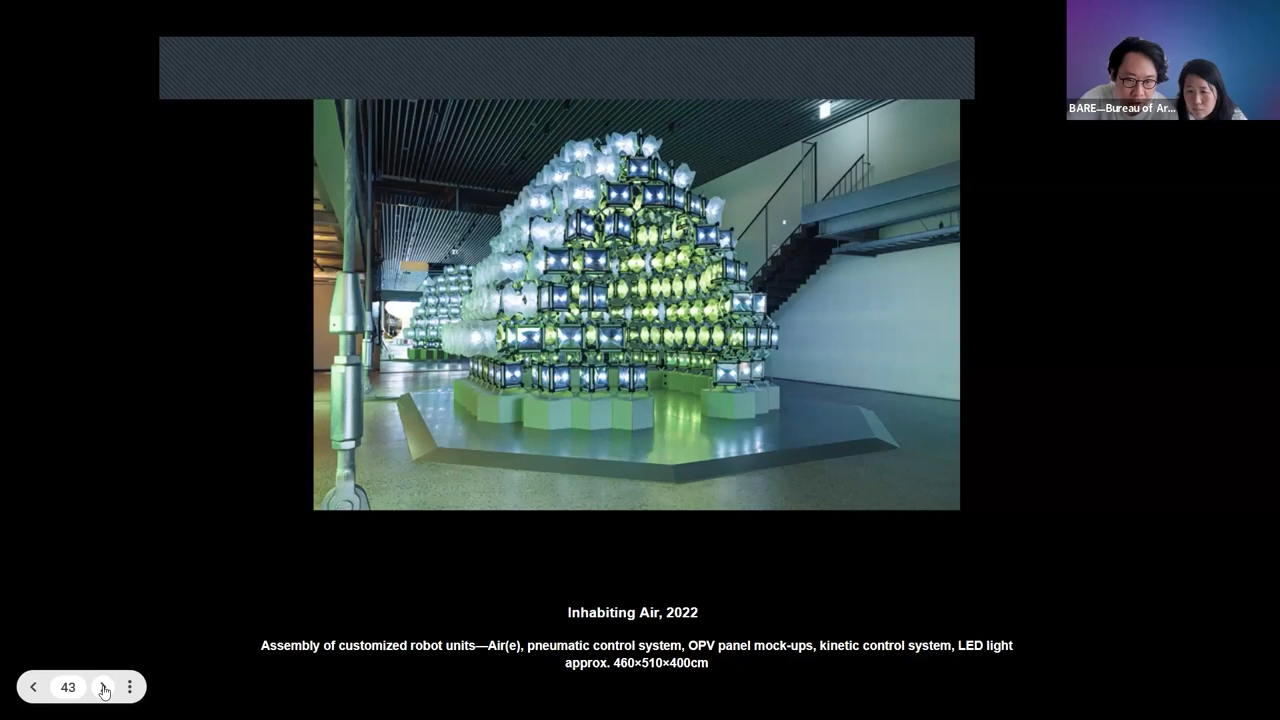 BARE—Bureau of Ar...
Inhabiting Air, 2022
Assembly of customized robot units—Air(e), pneumatic control system, OPV panel mock-ups, kinetic control system, LED light
approx. 460×510×400cm
43